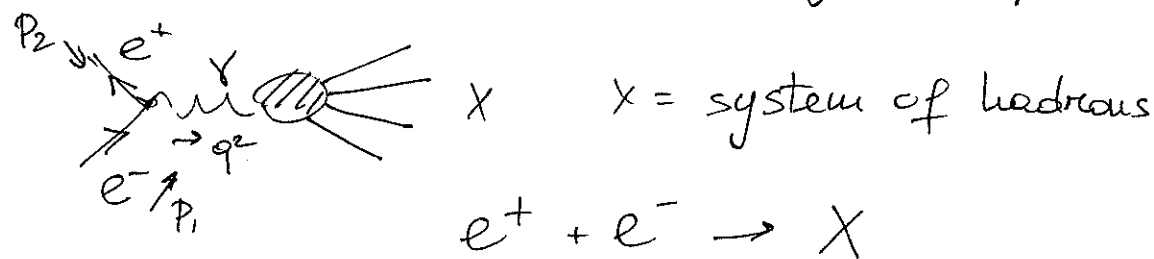 P₂ e⁺
γ X X = system of hadrons
→ q²
e⁻ P₁
e⁺ + e⁻ → X